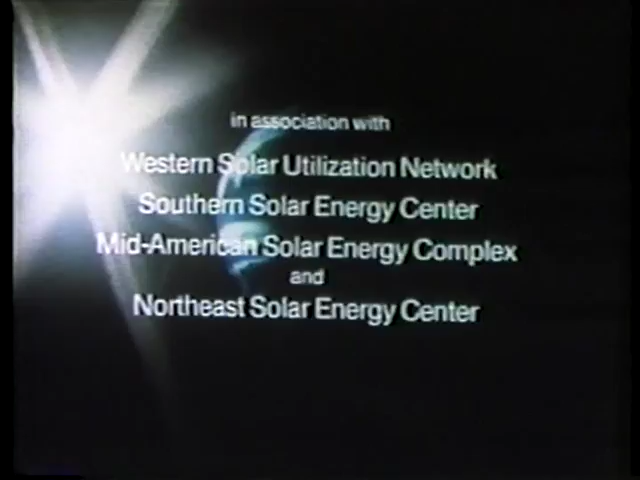 in association with
Western Solar Utilization Network
Southern Solar Energy Center
Mid-American Solar Energy Complex
and
Northeast Solar Energy Center